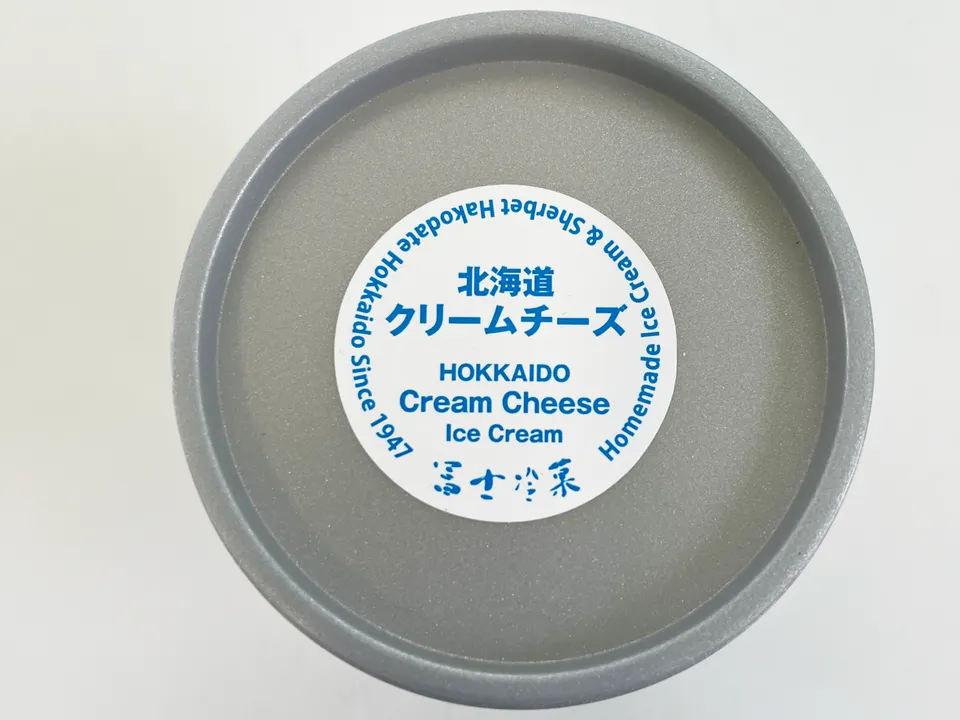 北海道
クリームチーズ
HOKKAIDO
Cream Cheese
Ice Cream
冨士冷菓
Homemade Ice Cream & Sherbet Hakodate Hokkaido Since 1947